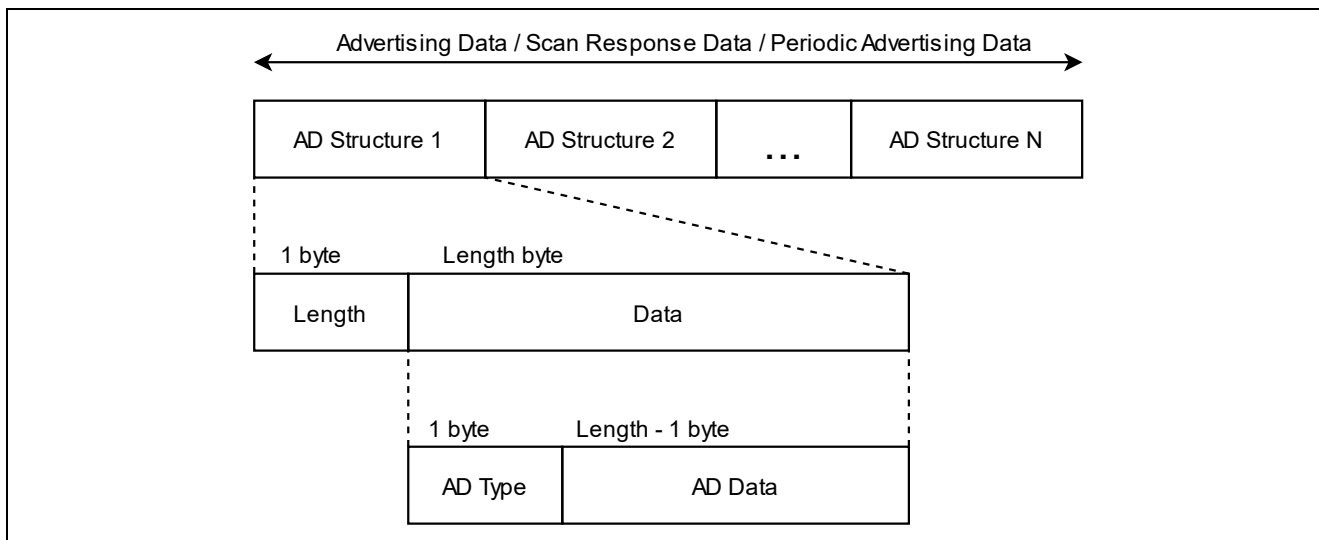 Advertising Data / Scan Response Data / Periodic Advertising Data
AD Structure 1 AD Structure 2 ... AD Structure N
1 byte Length byte
Length Data
1 byte Length - 1 byte
AD Type AD Data